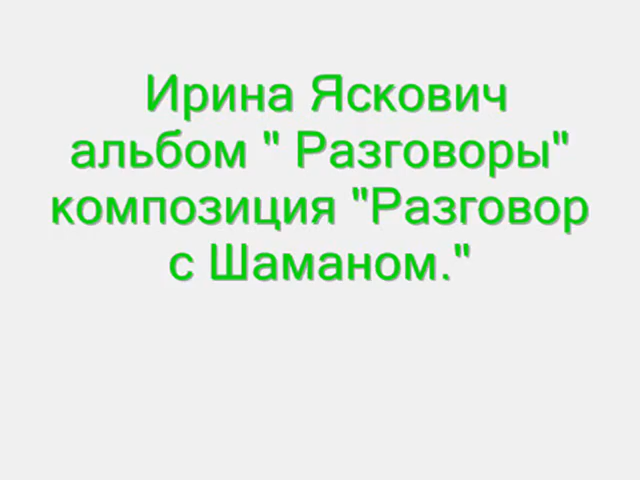 Ирина Яскович
альбом " Разговоры"
композиция "Разговор
с Шаманом."